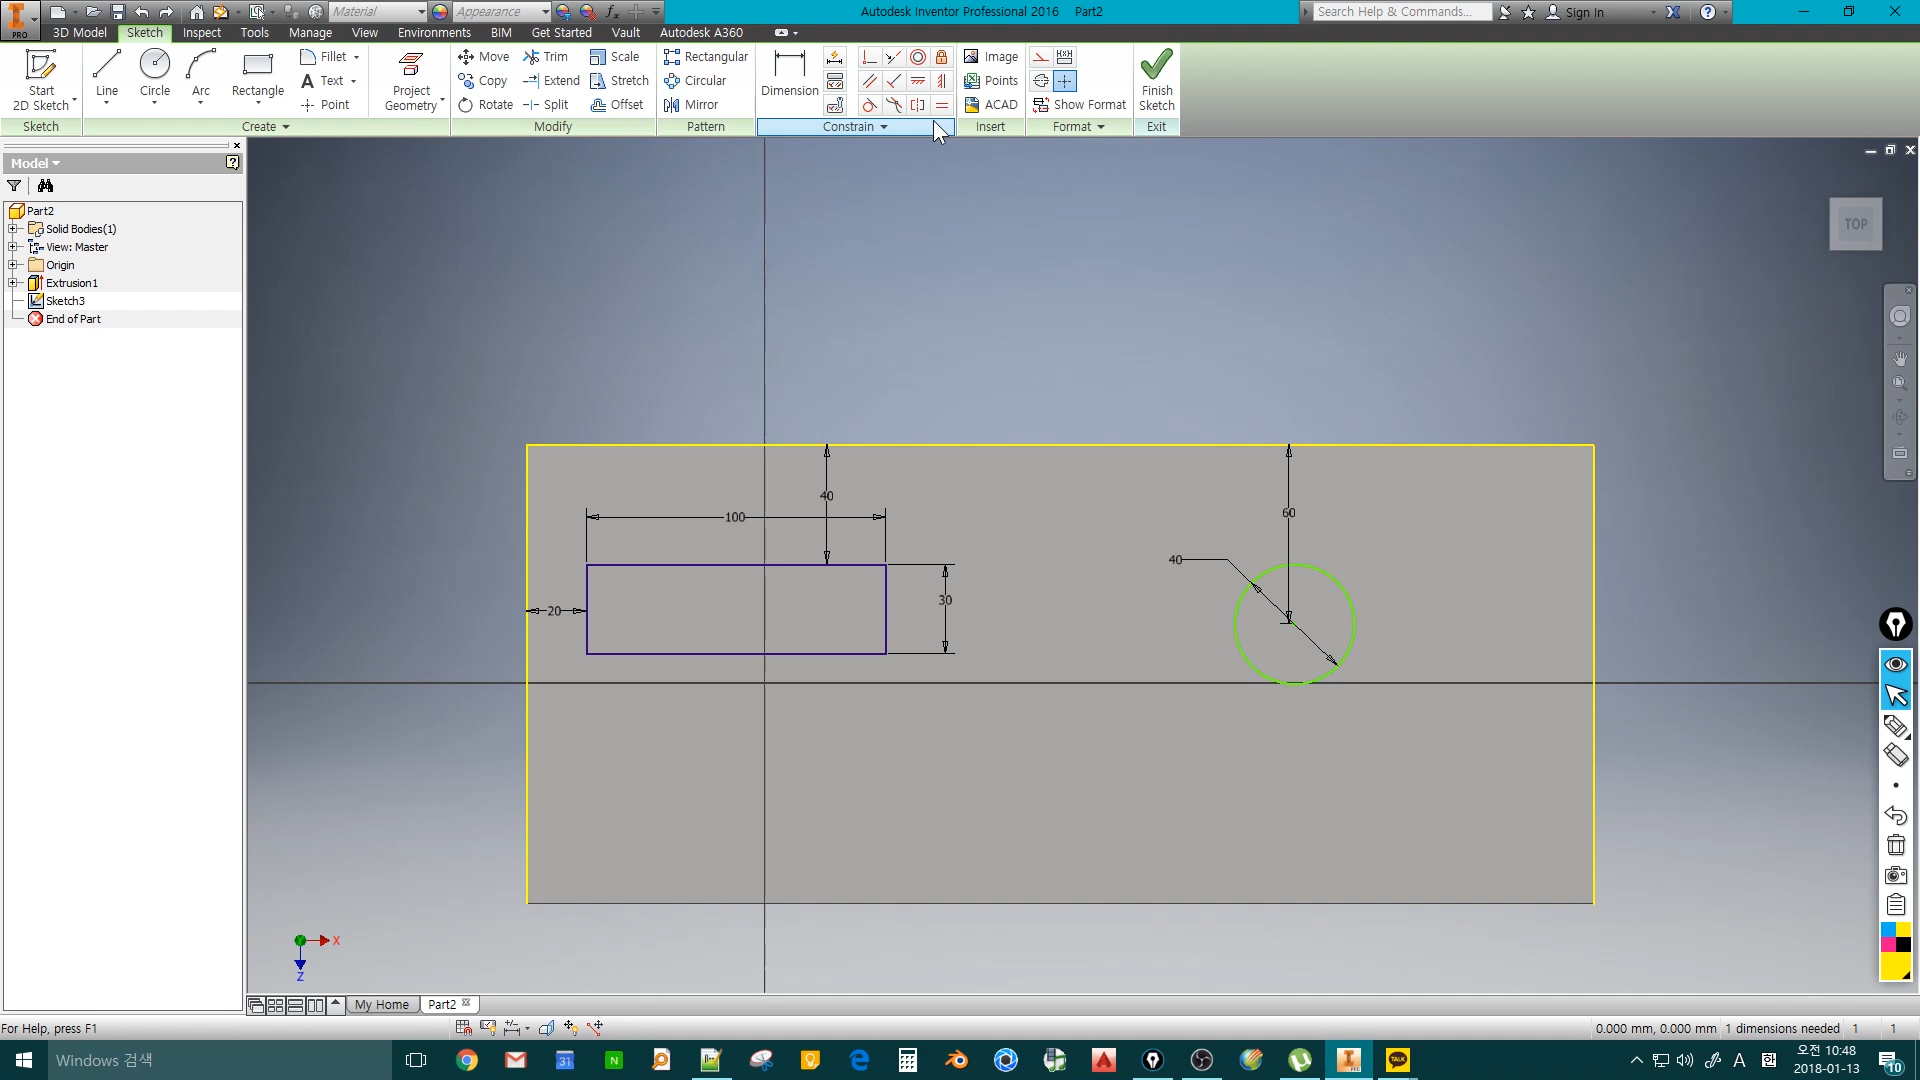 Material
Appearance
Autodesk Inventor Professional 2016 Part2
Search Help & Commands...
Sign In
PRO
3D Model Sketch Inspect Tools Manage View Environments BIM Get Started Vault Autodesk A360
Start
2D Sketch
Line
Circle
Arc
Rectangle
Fillet
Text
Point
Project
Geometry
Move
Copy
Rotate
Trim
Extend
Split
Scale
Stretch
Offset
Rectangular
Circular
Mirror
Dimension
Image
Points
ACAD
Show Format
Finish
Sketch
Sketch Create Modify Pattern Constrain Insert Format Exit
Model
Part2
Solid Bodies(1)
View: Master
Origin
Extrusion1
Sketch3
End of Part
TOP
40
100
60
40
30
20
X
Z
My Home Part2
For Help, press F1
0.000 mm, 0.000 mm 1 dimensions needed 1 1
Windows 검색
31
N
TALK
A
오전 10:48
2018-01-13
10